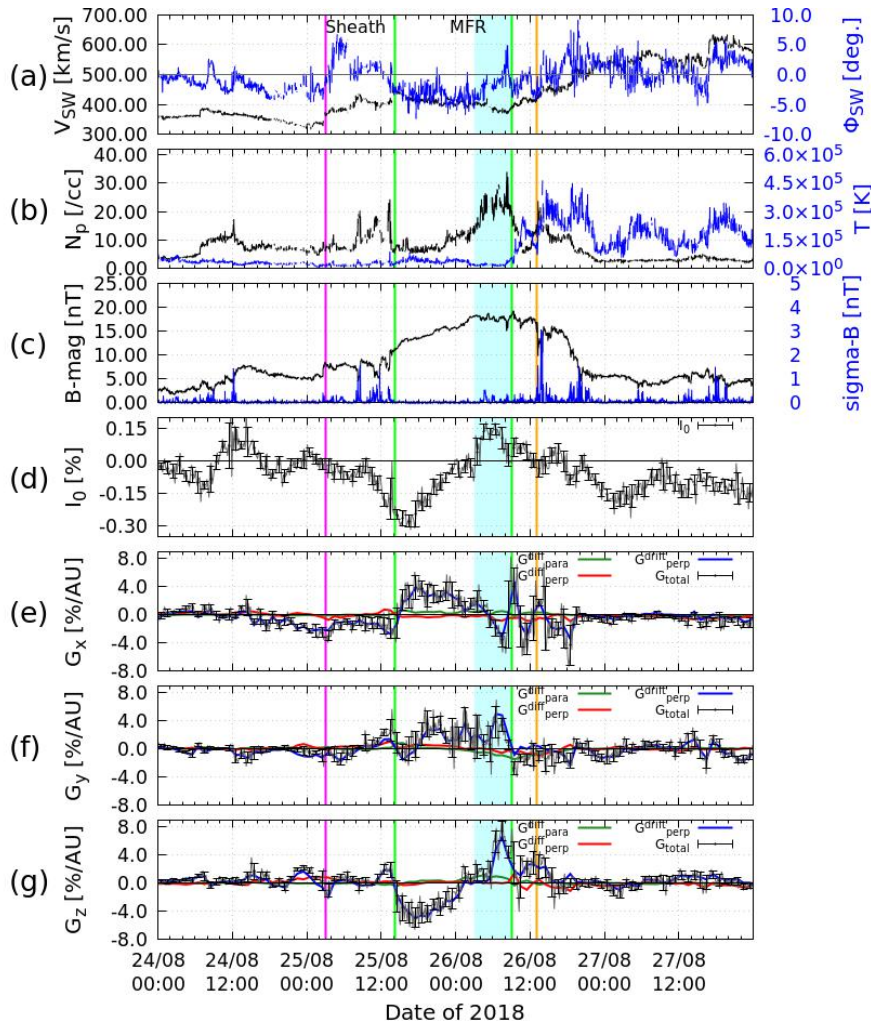 Sheath MFR
(a)
V_SW [km/s]
700.00
600.00
500.00
400.00
300.00
10.0
5.0
0.0
-5.0
-10.0
Φ_SW [deg.]
(b)
N_p [/cc]
40.00
30.00
20.00
10.00
0.00
6.0×10^5
4.5×10^5
3.0×10^5
1.5×10^5
0.0×10^0
T [K]
(c)
B-mag [nT]
25.00
20.00
15.00
10.00
5.00
0.00
5
4
3
2
1
0
sigma-B [nT]
(d)
I_0 [%]
0.15
0.00
-0.15
-0.30
I_0
(e)
G_x [%/AU]
8.0
4.0
0.0
-4.0
-8.0
G^diff_para G^drift_perp
G^diff_perp G_total
(f)
G_y [%/AU]
8.0
4.0
0.0
-4.0
-8.0
G^diff_para G^drift_perp
G^diff_perp G_total
(g)
G_z [%/AU]
8.0
4.0
0.0
-4.0
-8.0
G^diff_para G^drift_perp
G^diff_perp G_total
24/08 24/08 25/08 25/08 26/08 26/08 27/08 27/08
00:00 12:00 00:00 12:00 00:00 12:00 00:00 12:00
Date of 2018